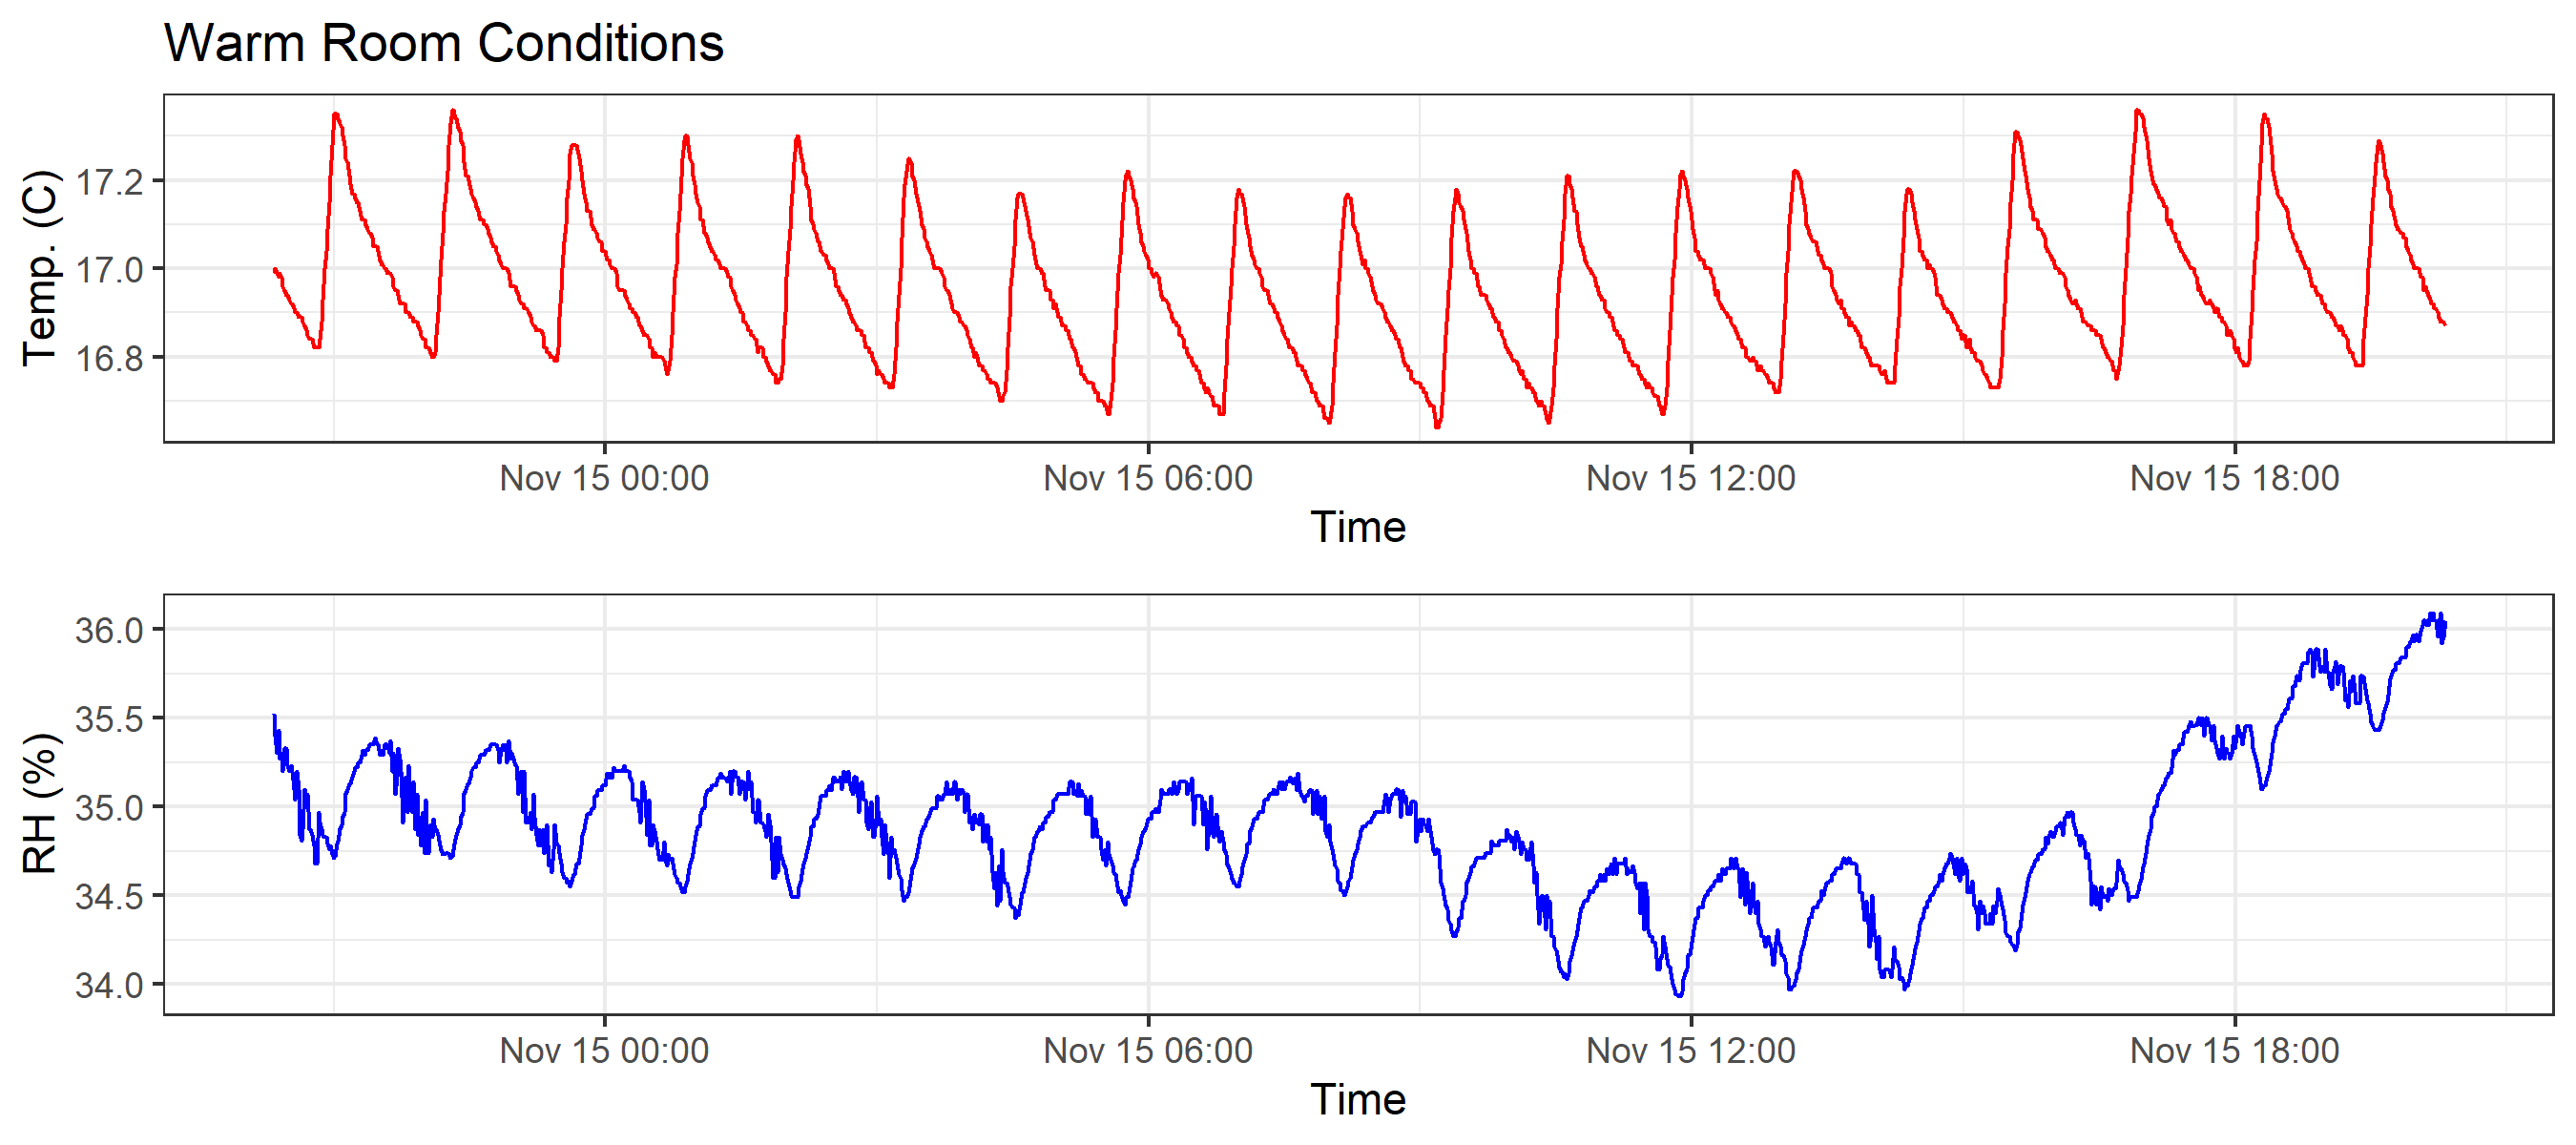 Warm Room Conditions
Temp. (C)
17.2
17.0
16.8
Nov 15 00:00 Nov 15 06:00 Nov 15 12:00 Nov 15 18:00
Time
RH (%)
36.0
35.5
35.0
34.5
34.0
Nov 15 00:00 Nov 15 06:00 Nov 15 12:00 Nov 15 18:00
Time